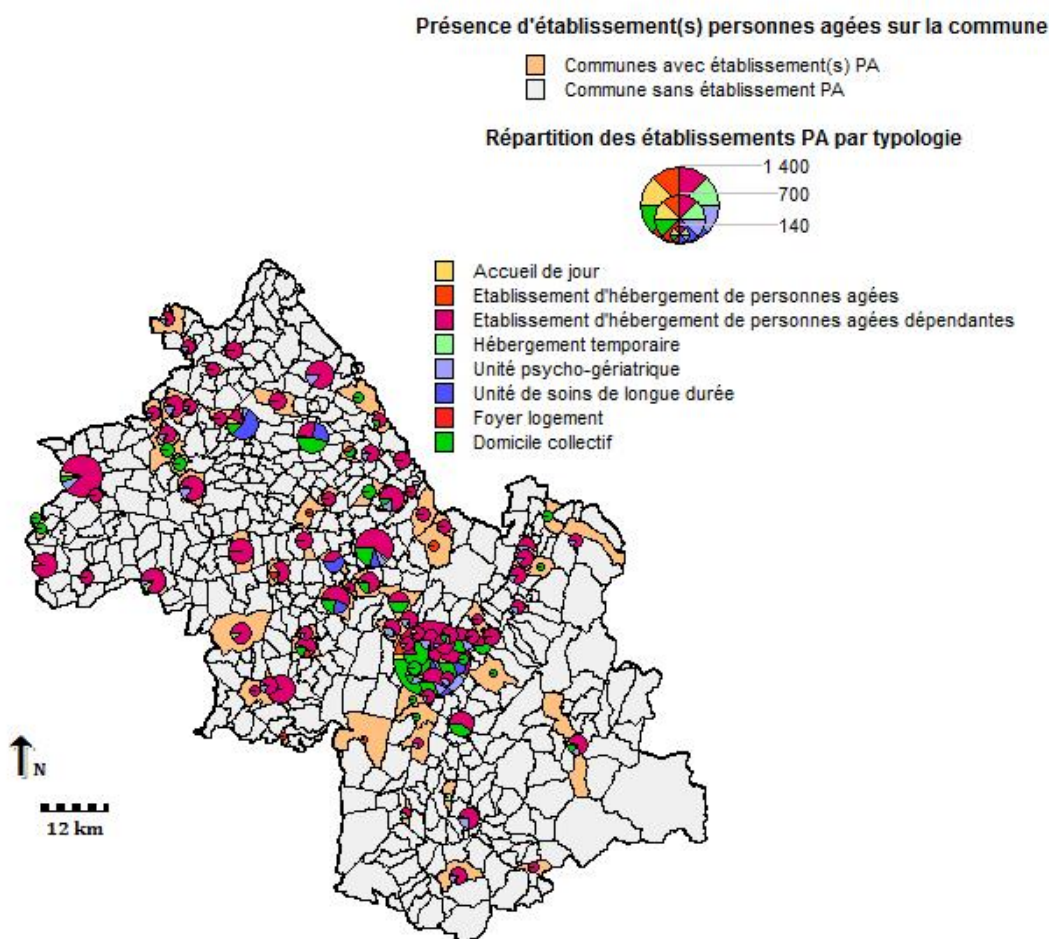 Présence d'établissement(s) personnes agées sur la commune
Communes avec établissement(s) PA
Commune sans établissement PA
Répartition des établissements PA par typologie
1 400
700
140
Accueil de jour
Etablissement d'hébergement de personnes agées
Etablissement d'hébergement de personnes agées dépendantes
Hébergement temporaire
Unité psycho-gériatrique
Unité de soins de longue durée
Foyer logement
Domicile collectif
N
12 km